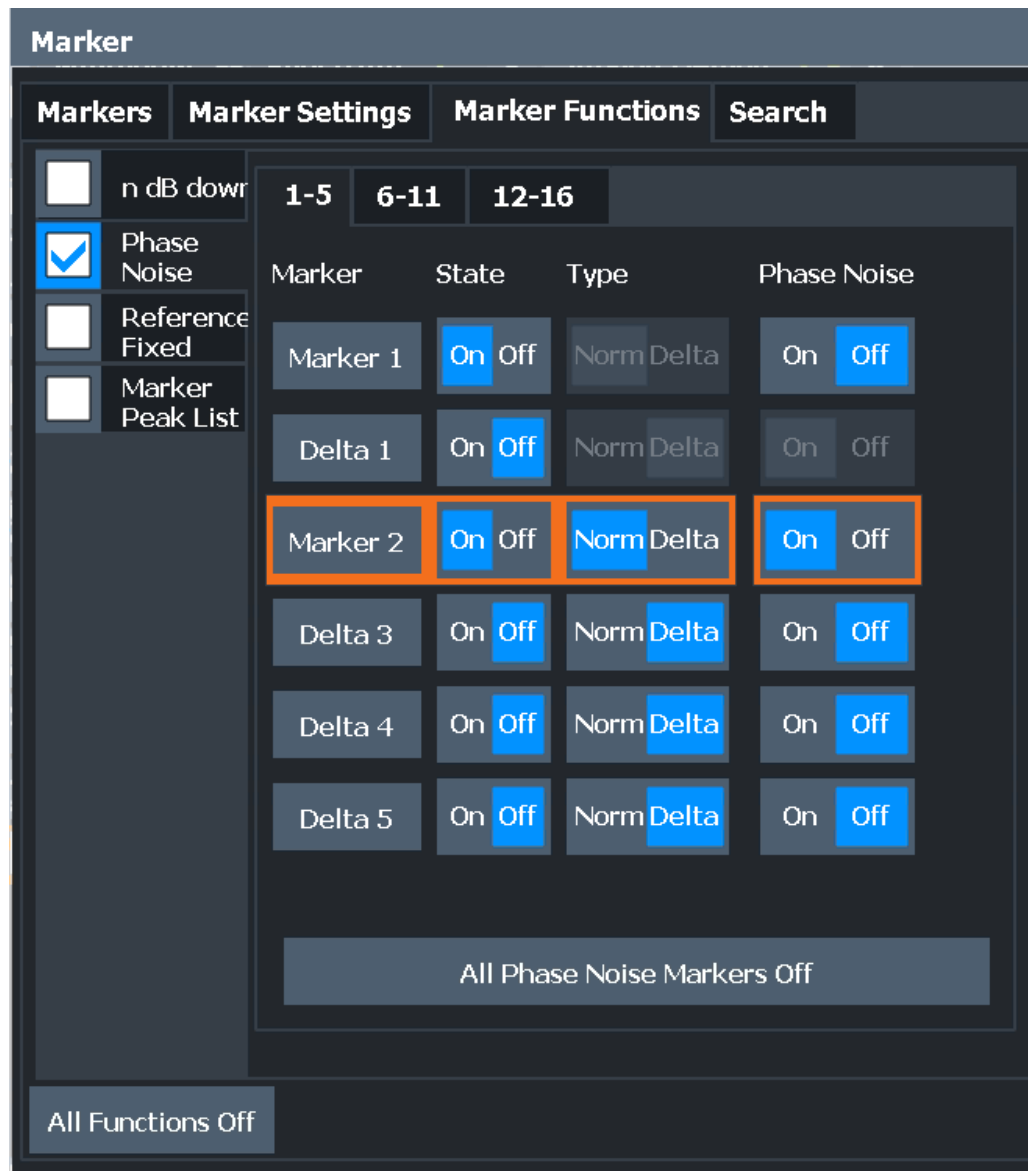 Marker
Markers Marker Settings Marker Functions Search
n dB down
Phase
Noise
Reference
Fixed
Marker
Peak List
1-5 6-11 12-16
Marker State Type Phase Noise
Marker 1 On Off Norm Delta On Off
Delta 1 On Off Norm Delta On Off
Marker 2 On Off Norm Delta On Off
Delta 3 On Off Norm Delta On Off
Delta 4 On Off Norm Delta On Off
Delta 5 On Off Norm Delta On Off
All Phase Noise Markers Off
All Functions Off